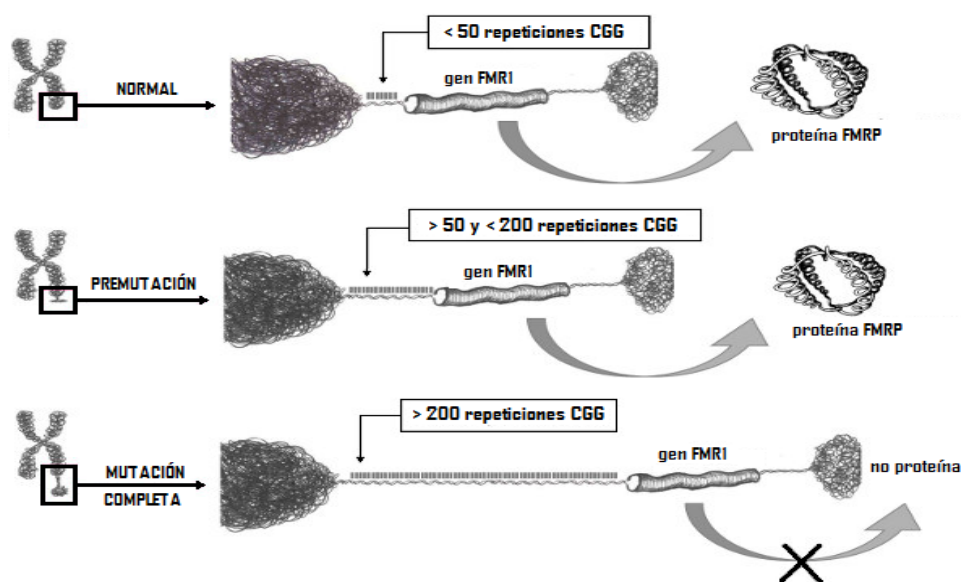 < 50 repeticiones CGG
gen FMR1
NORMAL
proteína FMRP
> 50 y < 200 repeticiones CGG
gen FMR1
PREMUTACIÓN
proteína FMRP
> 200 repeticiones CGG
gen FMR1
no proteína
MUTACIÓN
COMPLETA